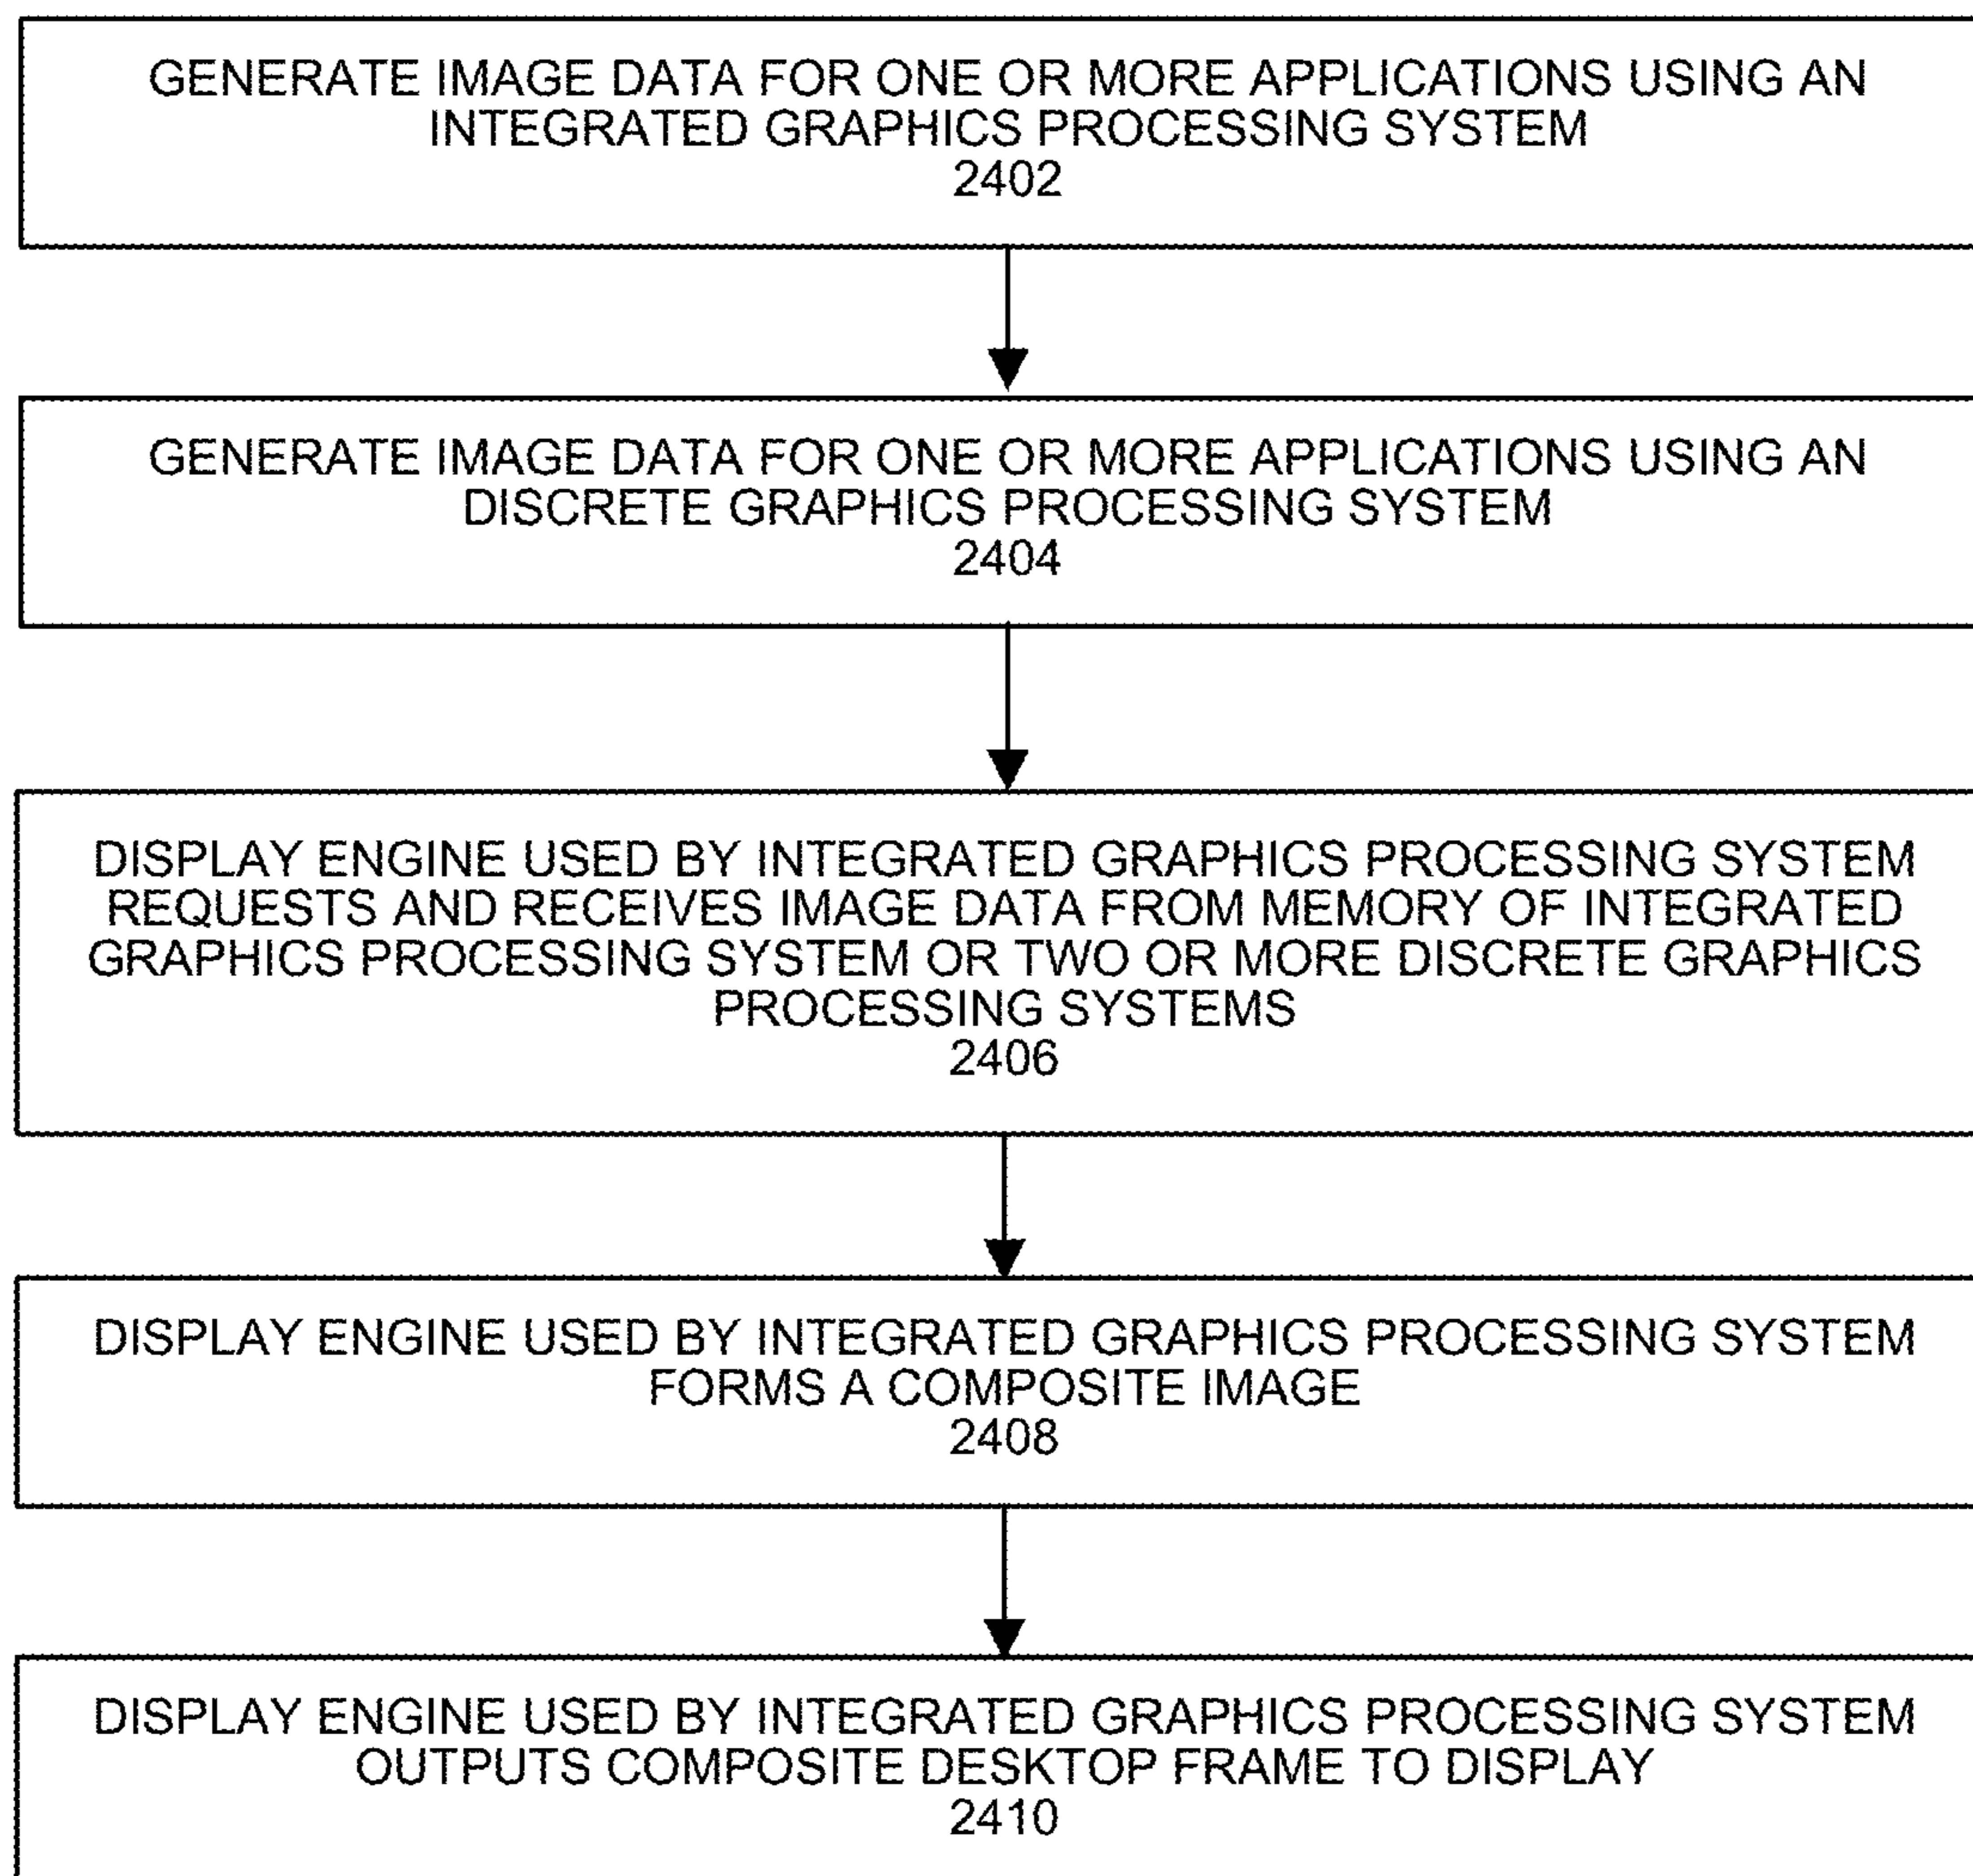 GENERATE IMAGE DATA FOR ONE OR MORE APPLICATIONS USING AN
INTEGRATED GRAPHICS PROCESSING SYSTEM
2402
GENERATE IMAGE DATA FOR ONE OR MORE APPLICATIONS USING AN
DISCRETE GRAPHICS PROCESSING SYSTEM
2404
DISPLAY ENGINE USED BY INTEGRATED GRAPHICS PROCESSING SYSTEM
REQUESTS AND RECEIVES IMAGE DATA FROM MEMORY OF INTEGRATED
GRAPHICS PROCESSING SYSTEM OR TWO OR MORE DISCRETE GRAPHICS
PROCESSING SYSTEMS
2406
DISPLAY ENGINE USED BY INTEGRATED GRAPHICS PROCESSING SYSTEM
FORMS A COMPOSITE IMAGE
2408
DISPLAY ENGINE USED BY INTEGRATED GRAPHICS PROCESSING SYSTEM
OUTPUTS COMPOSITE DESKTOP FRAME TO DISPLAY
2410